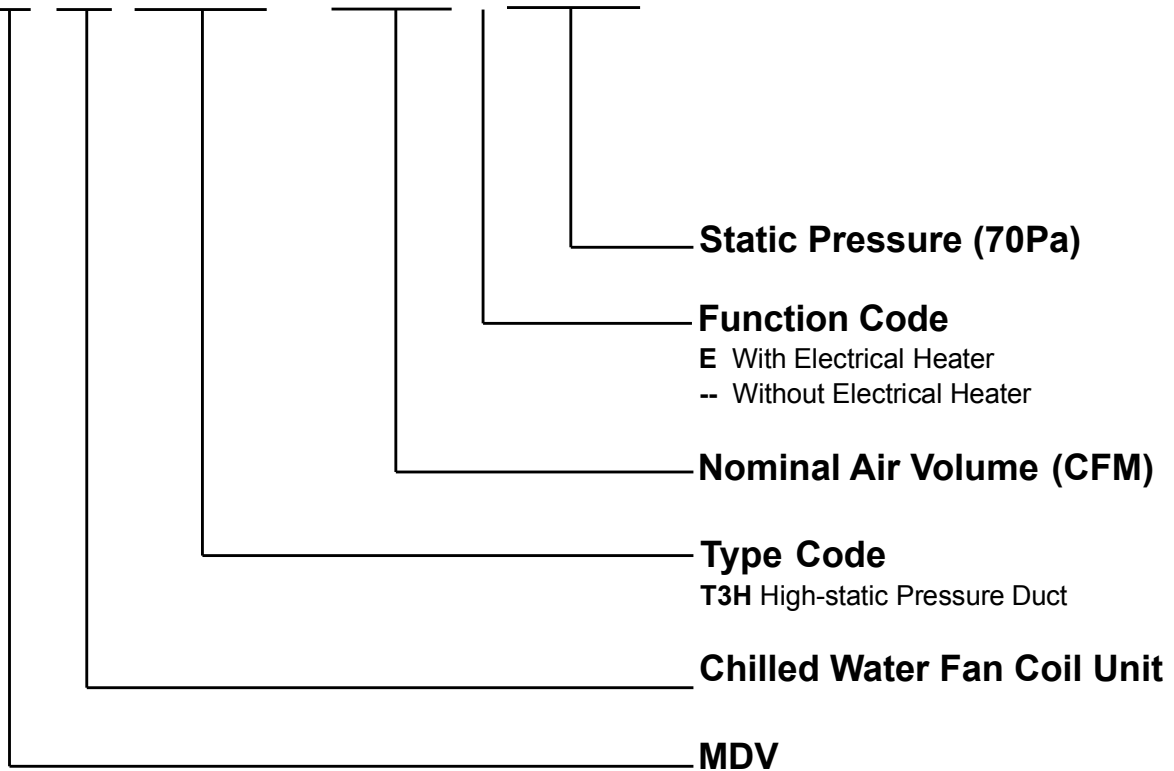 Static Pressure (70Pa)
Function Code
E With Electrical Heater
-- Without Electrical Heater
Nominal Air Volume (CFM)
Type Code
T3H High-static Pressure Duct
Chilled Water Fan Coil Unit
MDV